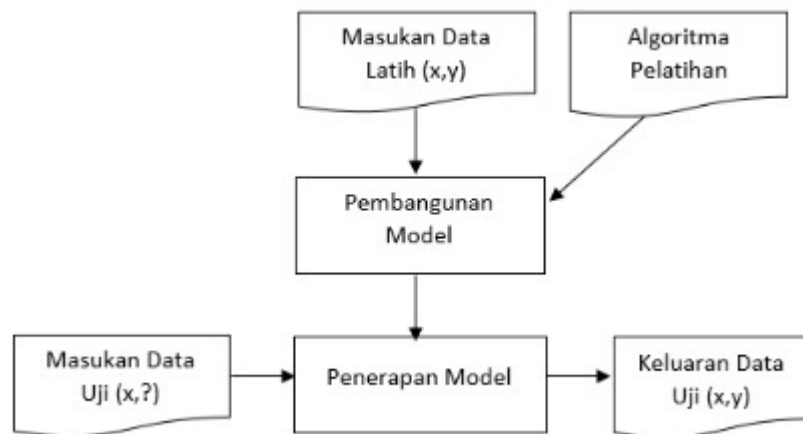 Masukan Data
Latih (x,y)
Algoritma
Pelatihan
Pembangunan
Model
Masukan Data
Uji (x,?)
Penerapan Model
Keluaran Data
Uji (x,y)